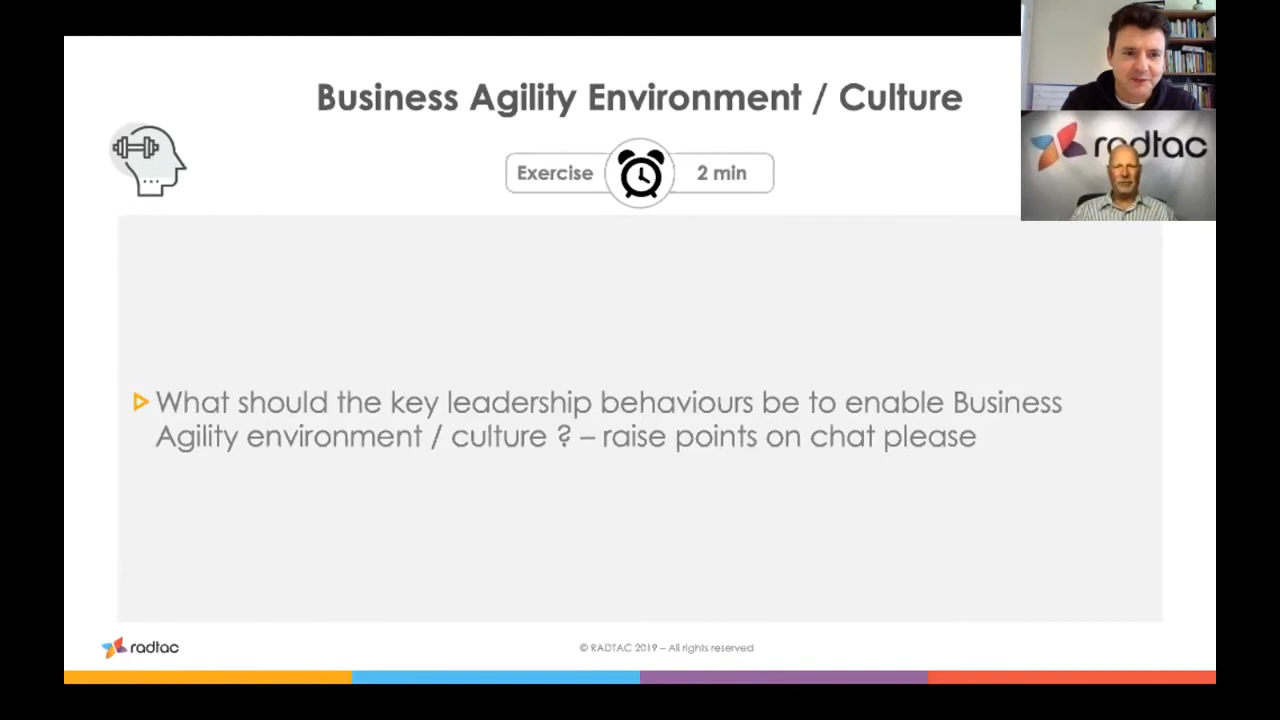 Business Agility Environment / Culture
Exercise
2 min
radtac
What should the key leadership behaviours be to enable Business
Agility environment / culture ? – raise points on chat please
radtac
© RADTAC 2019 – All rights reserved